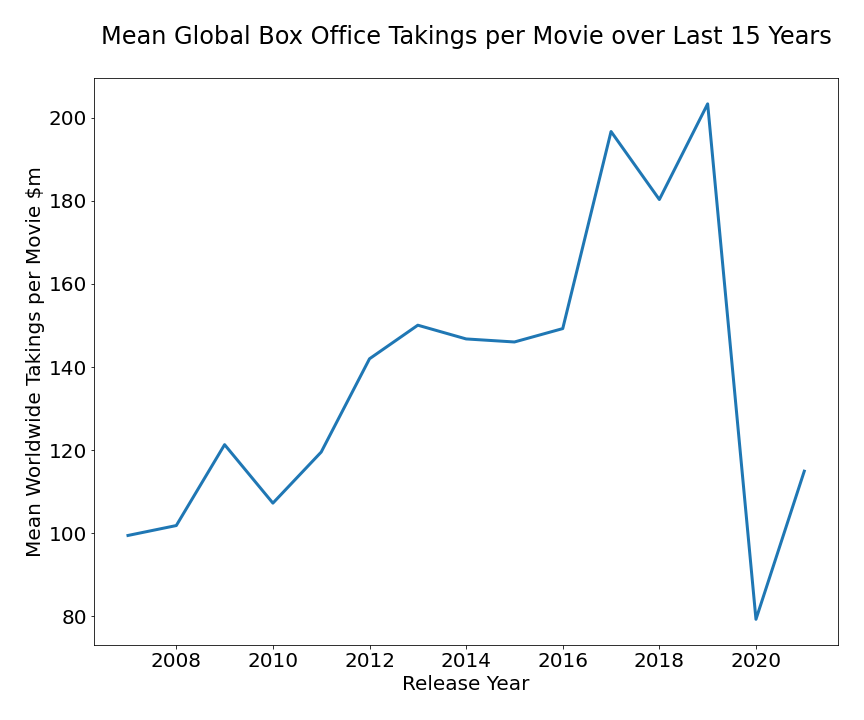 Mean Global Box Office Takings per Movie over Last 15 Years
Mean Worldwide Takings per Movie $m
200
180
160
140
120
100
80
2008 2010 2012 2014 2016 2018 2020
Release Year